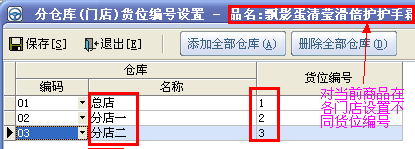 分仓库(门店)货位编号设置 - 品名:飘影蛋清莹滑倍护护手霜
保存(S) 退出(E) 添加全部仓库(A) 删除全部仓库(D)
仓库 货位编号
编码 名称
01 总店 1
02 分店一 2
03 分店二 3
对当前商品在
各门店设置不
同货位编号